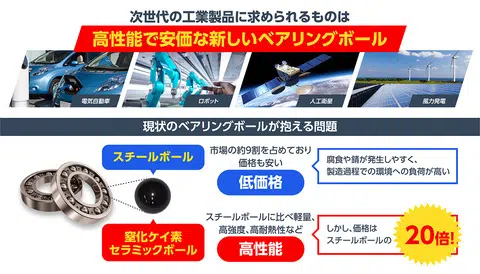 次世代の工業製品に求められるものは
高性能で安価な新しいベアリングボール
電気自動車
ロボット
人工衛星
風力発電
現状のベアリングボールが抱える問題
スチールボール
市場の約9割を占めており
価格も安い
低価格
腐食や錆が発生しやすく、
製造過程での環境への負荷が高い
窒化ケイ素
セラミックボール
スチールボールに比べ軽量、
高強度、高耐熱性など
高性能
しかし、価格は
スチールボールの
20倍!